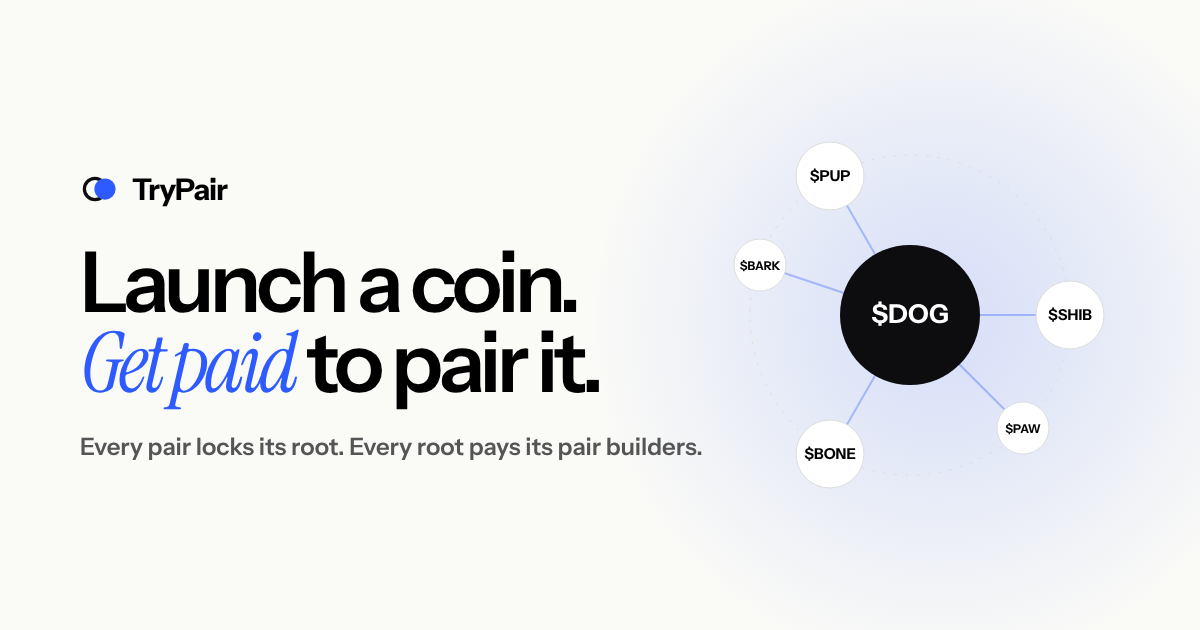 TryPair
Launch a coin.
Get paid to pair it.
Every pair locks its root. Every root pays its pair builders.
$PUP
$BARK
$DOG
$SHIB
$PAW
$BONE